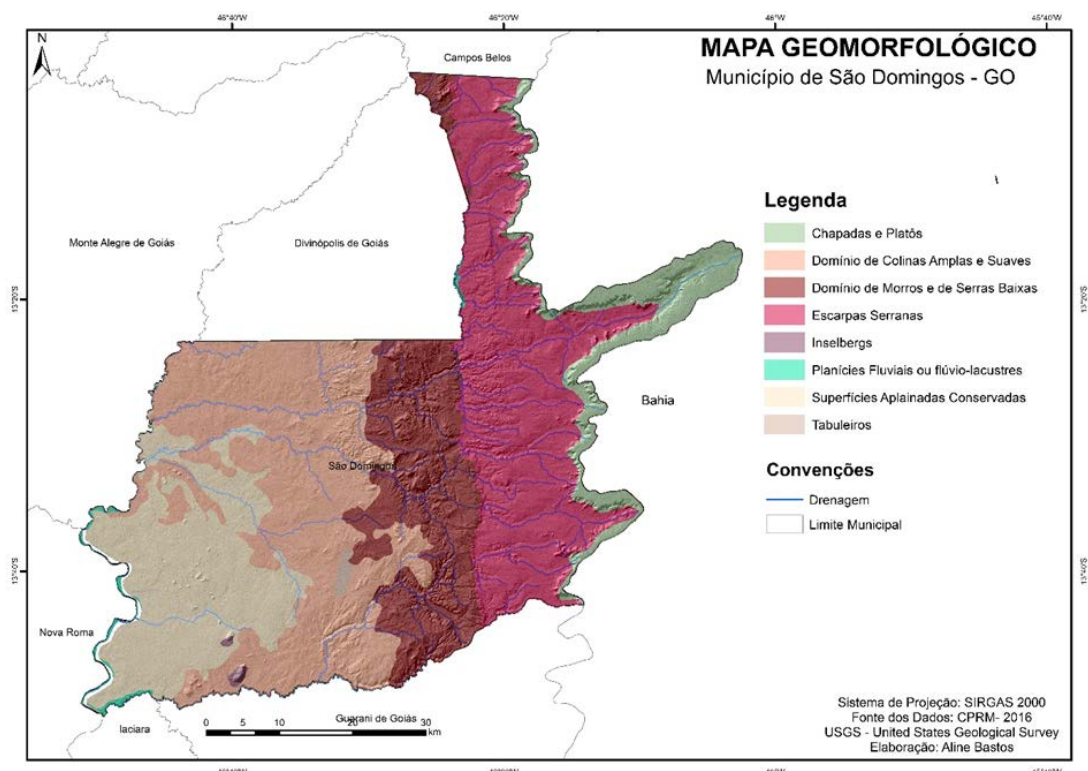 46°40'W
46°20'W
46°W
45°40'W
N
MAPA GEOMORFOLÓGICO
Município de São Domingos - GO
Campos Belos
Monte Alegre de Goiás
Divinópolis de Goiás
13°20'S
13°20'S
Bahia
São Domingos
13°40'S
13°40'S
Nova Roma
Iaciara
Guarani de Goiás
0 5 10 20 30
km
Legenda
Chapadas e Platôs
Domínio de Colinas Amplas e Suaves
Domínio de Morros e de Serras Baixas
Escarpas Serranas
Inselbergs
Planícies Fluviais ou flúvio-lacustres
Superfícies Aplainadas Conservadas
Tabuleiros
Convenções
Drenagem
Limite Municipal
Sistema de Projeção: SIRGAS 2000
Fonte dos Dados: CPRM- 2016
USGS - United States Geological Survey
Elaboração: Aline Bastos